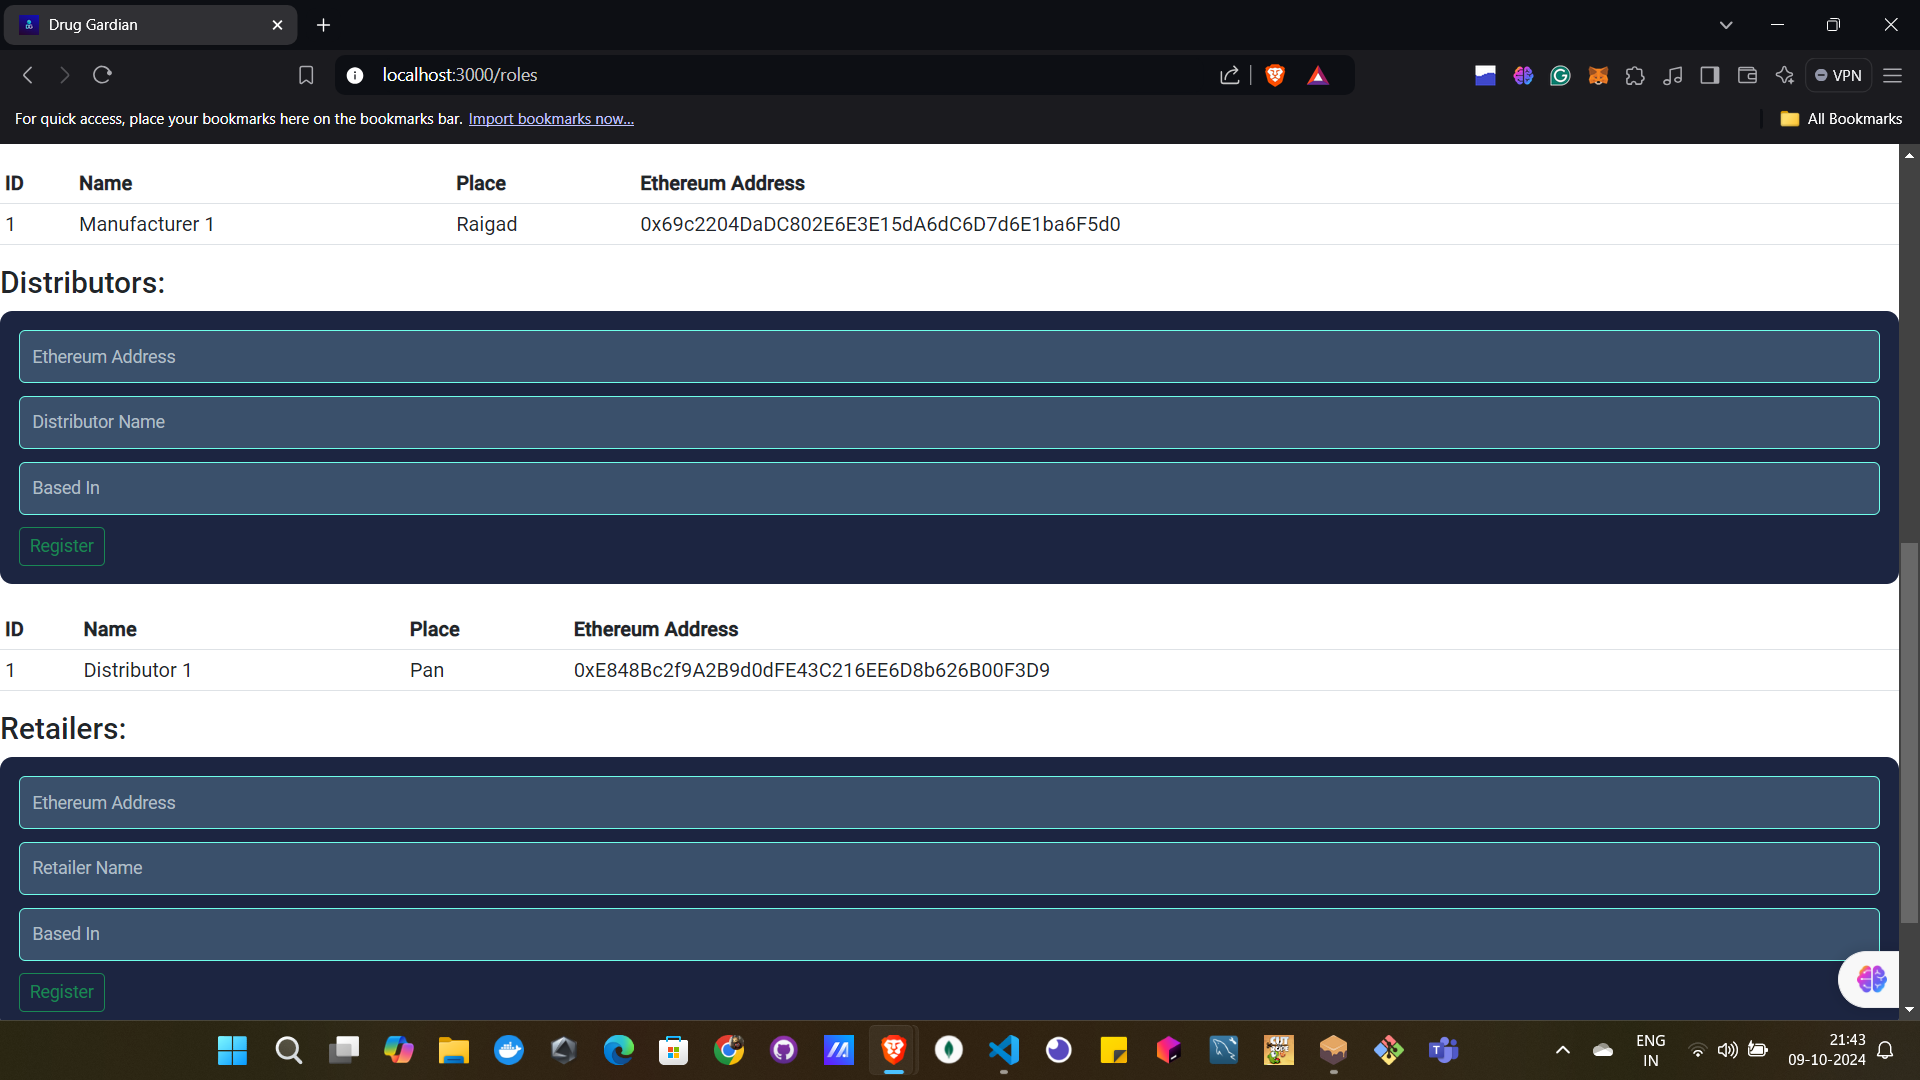 Drug Gardian
localhost:3000/roles
VPN
For quick access, place your bookmarks here on the bookmarks bar. Import bookmarks now...
All Bookmarks
ID Name Place Ethereum Address
1 Manufacturer 1 Raigad 0x69c2204DaDC802E6E3E15dA6dC6D7d6E1ba6F5d0
Distributors:
Ethereum Address
Distributor Name
Based In
Register
ID Name Place Ethereum Address
1 Distributor 1 Pan 0xE848Bc2f9A2B9d0dFE43C216EE6D8b626B00F3D9
Retailers:
Ethereum Address
Retailer Name
Based In
Register
ENG
IN
21:43
09-10-2024